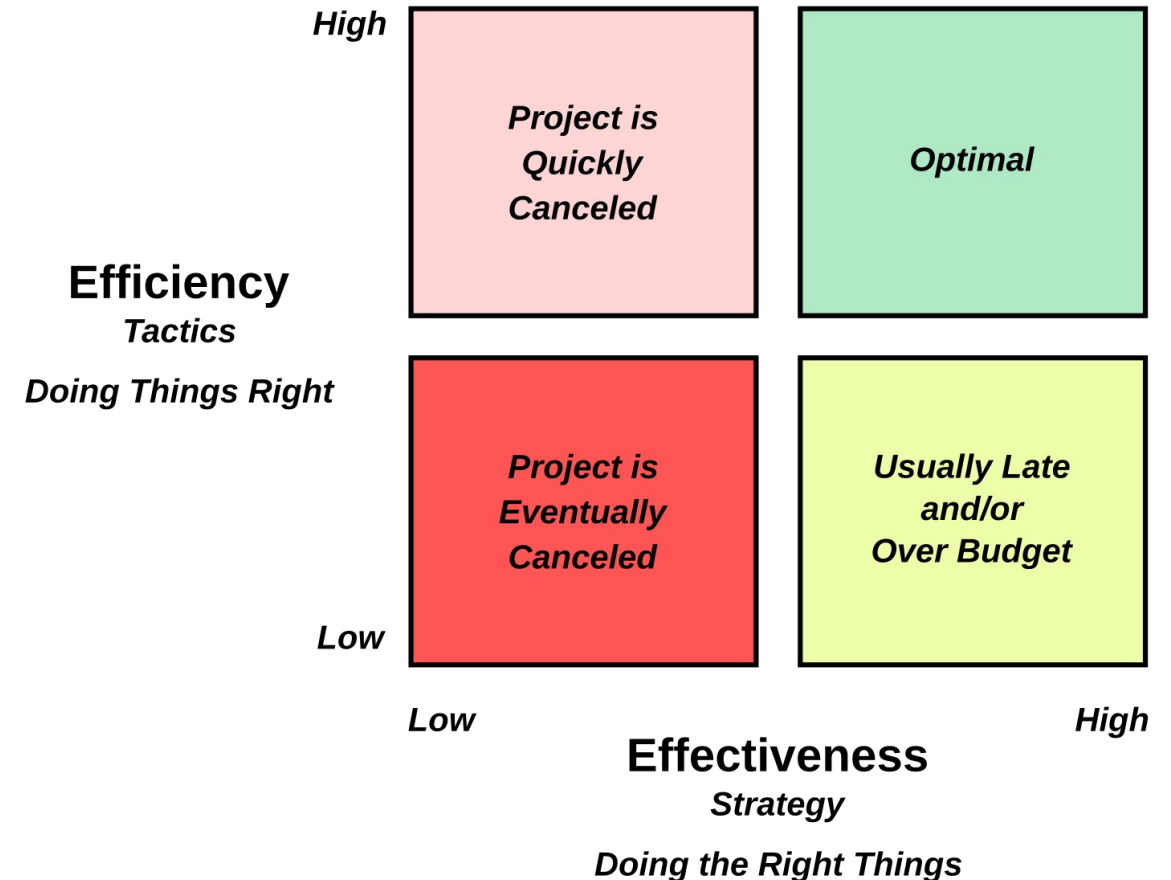 High
Project is
Quickly
Canceled
Optimal
Efficiency
Tactics
Doing Things Right
Project is
Eventually
Canceled
Usually Late
and/or
Over Budget
Low
Low
High
Effectiveness
Strategy
Doing the Right Things